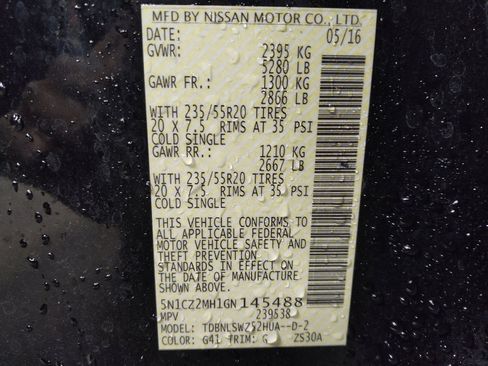 MFD BY NISSAN MOTOR CO., LTD.
05/16
GVWR: 2395 KG
5280 LB
GAWR FR.: 1300 KG
2866 LB
WITH 235/55R20 TIRES
20 X 7.5 RIMS AT 35 PSI
COLD SINGLE
GAWR RR.: 1210 KG
2667 LB
WITH 235/55R20 TIRES
20 X 7.5 RIMS AT 35 PSI
COLD SINGLE
THIS VEHICLE CONFORMS TO
ALL APPLICABLE FEDERAL
MOTOR VEHICLE SAFETY AND
THEFT PREVENTION
STANDARDS IN EFFECT ON
THE DATE OF MANUFACTURE
SHOWN ABOVE.
5N1CZ2MH1GN 145488
MPV 239538
MODEL: TDBNLSWZ52HUA--D-2
COLOR: G41 TRIM: G ZS30A